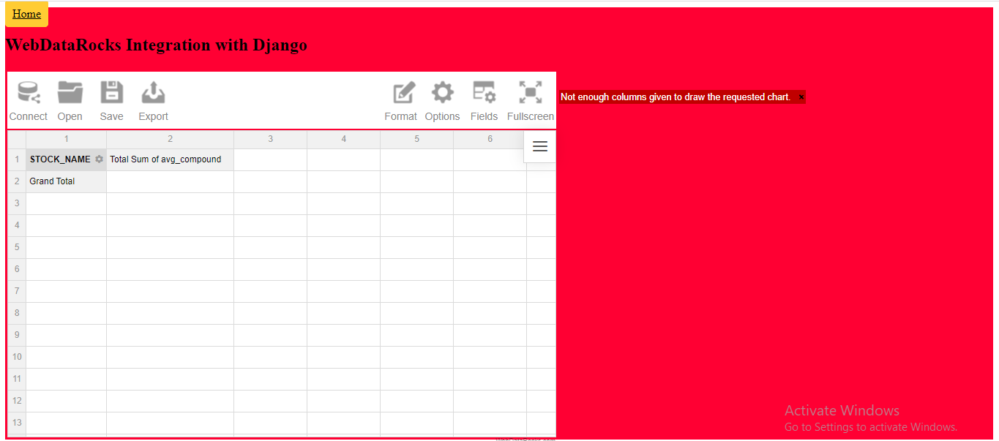 Home
WebDataRocks Integration with Django
Connect Open Save Export Format Options Fields Fullscreen
Not enough columns given to draw the requested chart. ×
1 2 3 4 5 6
1 STOCK_NAME Total Sum of avg_compound
2 Grand Total
3
4
5
6
7
8
9
10
11
12
13
Activate Windows
Go to Settings to activate Windows.